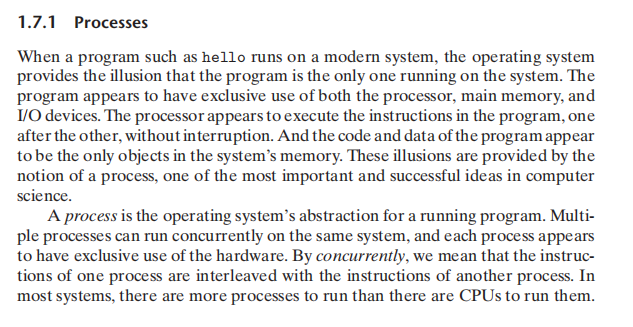 1.7.1 Processes
When a program such as hello runs on a modern system, the operating system
provides the illusion that the program is the only one running on the system. The
program appears to have exclusive use of both the processor, main memory, and
I/O devices. The processor appears to execute the instructions in the program, one
after the other, without interruption. And the code and data of the program appear
to be the only objects in the system's memory. These illusions are provided by the
notion of a process, one of the most important and successful ideas in computer
science.
A process is the operating system's abstraction for a running program. Multi-
ple processes can run concurrently on the same system, and each process appears
to have exclusive use of the hardware. By concurrently, we mean that the instruc-
tions of one process are interleaved with the instructions of another process. In
most systems, there are more processes to run than there are CPUs to run them.